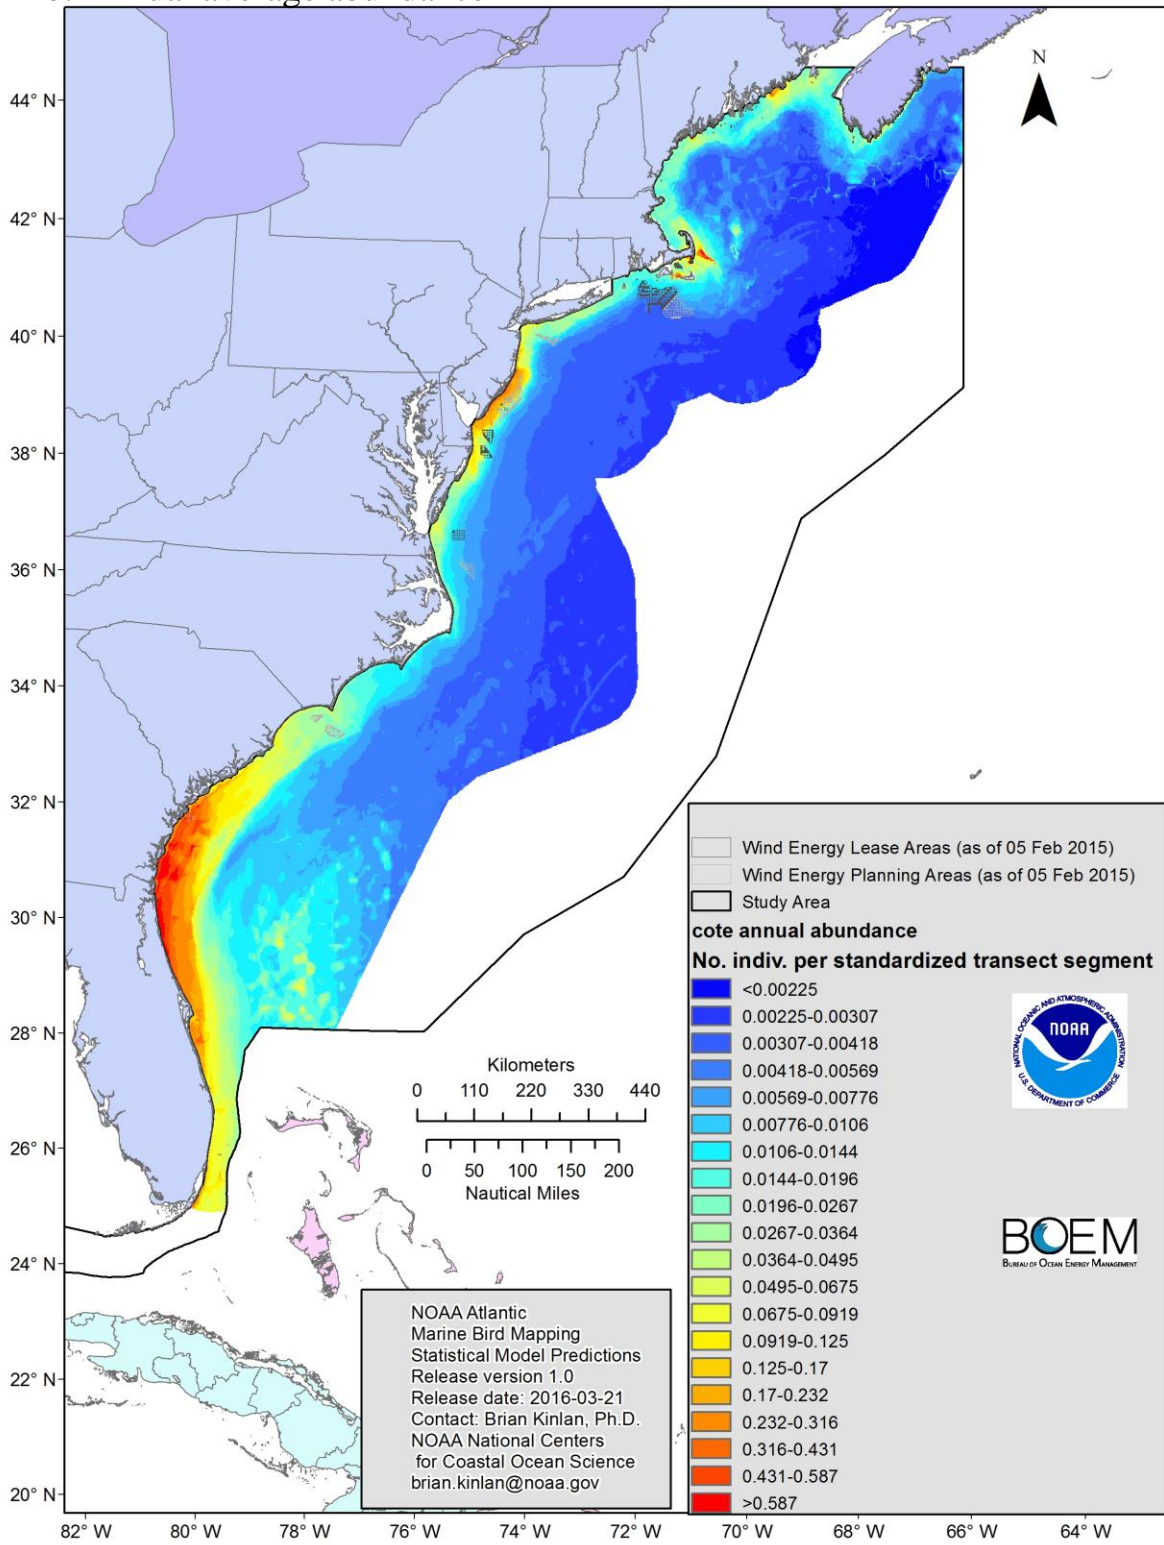 N
44° N
42° N
40° N
38° N
36° N
34° N
32° N
30° N
28° N
26° N
24° N
22° N
20° N
82° W 80° W 78° W 76° W 74° W 72° W 70° W 68° W 66° W 64° W
Kilometers
0 110 220 330 440
0 50 100 150 200
Nautical Miles
NOAA Atlantic
Marine Bird Mapping
Statistical Model Predictions
Release version 1.0
Release date: 2016-03-21
Contact: Brian Kinlan, Ph.D.
NOAA National Centers
for Coastal Ocean Science
brian.kinlan@noaa.gov
Wind Energy Lease Areas (as of 05 Feb 2015)
Wind Energy Planning Areas (as of 05 Feb 2015)
Study Area
cote annual abundance
No. indiv. per standardized transect segment
<0.00225
0.00225-0.00307
0.00307-0.00418
0.00418-0.00569
0.00569-0.00776
0.00776-0.0106
0.0106-0.0144
0.0144-0.0196
0.0196-0.0267
0.0267-0.0364
0.0364-0.0495
0.0495-0.0675
0.0675-0.0919
0.0919-0.125
0.125-0.17
0.17-0.232
0.232-0.316
0.316-0.431
0.431-0.587
>0.587
NATIONAL OCEANIC AND ATMOSPHERIC ADMINISTRATION
NOAA
U.S. DEPARTMENT OF COMMERCE
BOEM
BUREAU OF OCEAN ENERGY MANAGEMENT